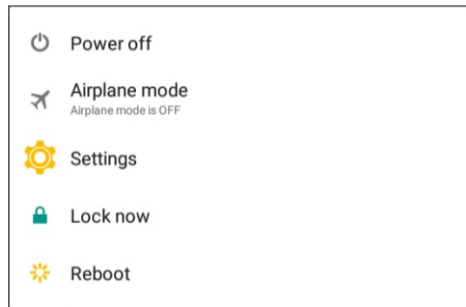 Power off
Airplane mode
Airplane mode is OFF
Settings
Lock now
Reboot